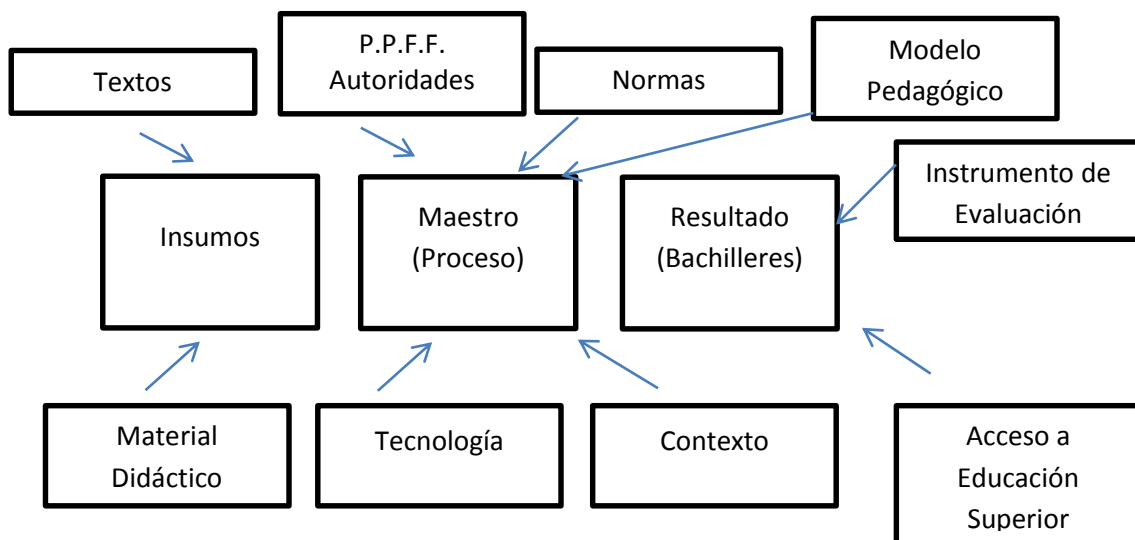 Textos
P.P.F.F.
Autoridades
Normas
Modelo
Pedagógico
Instrumento de
Evaluación
Insumos
Maestro
(Proceso)
Resultado
(Bachilleres)
Material
Didáctico
Tecnología
Contexto
Acceso a
Educación
Superior